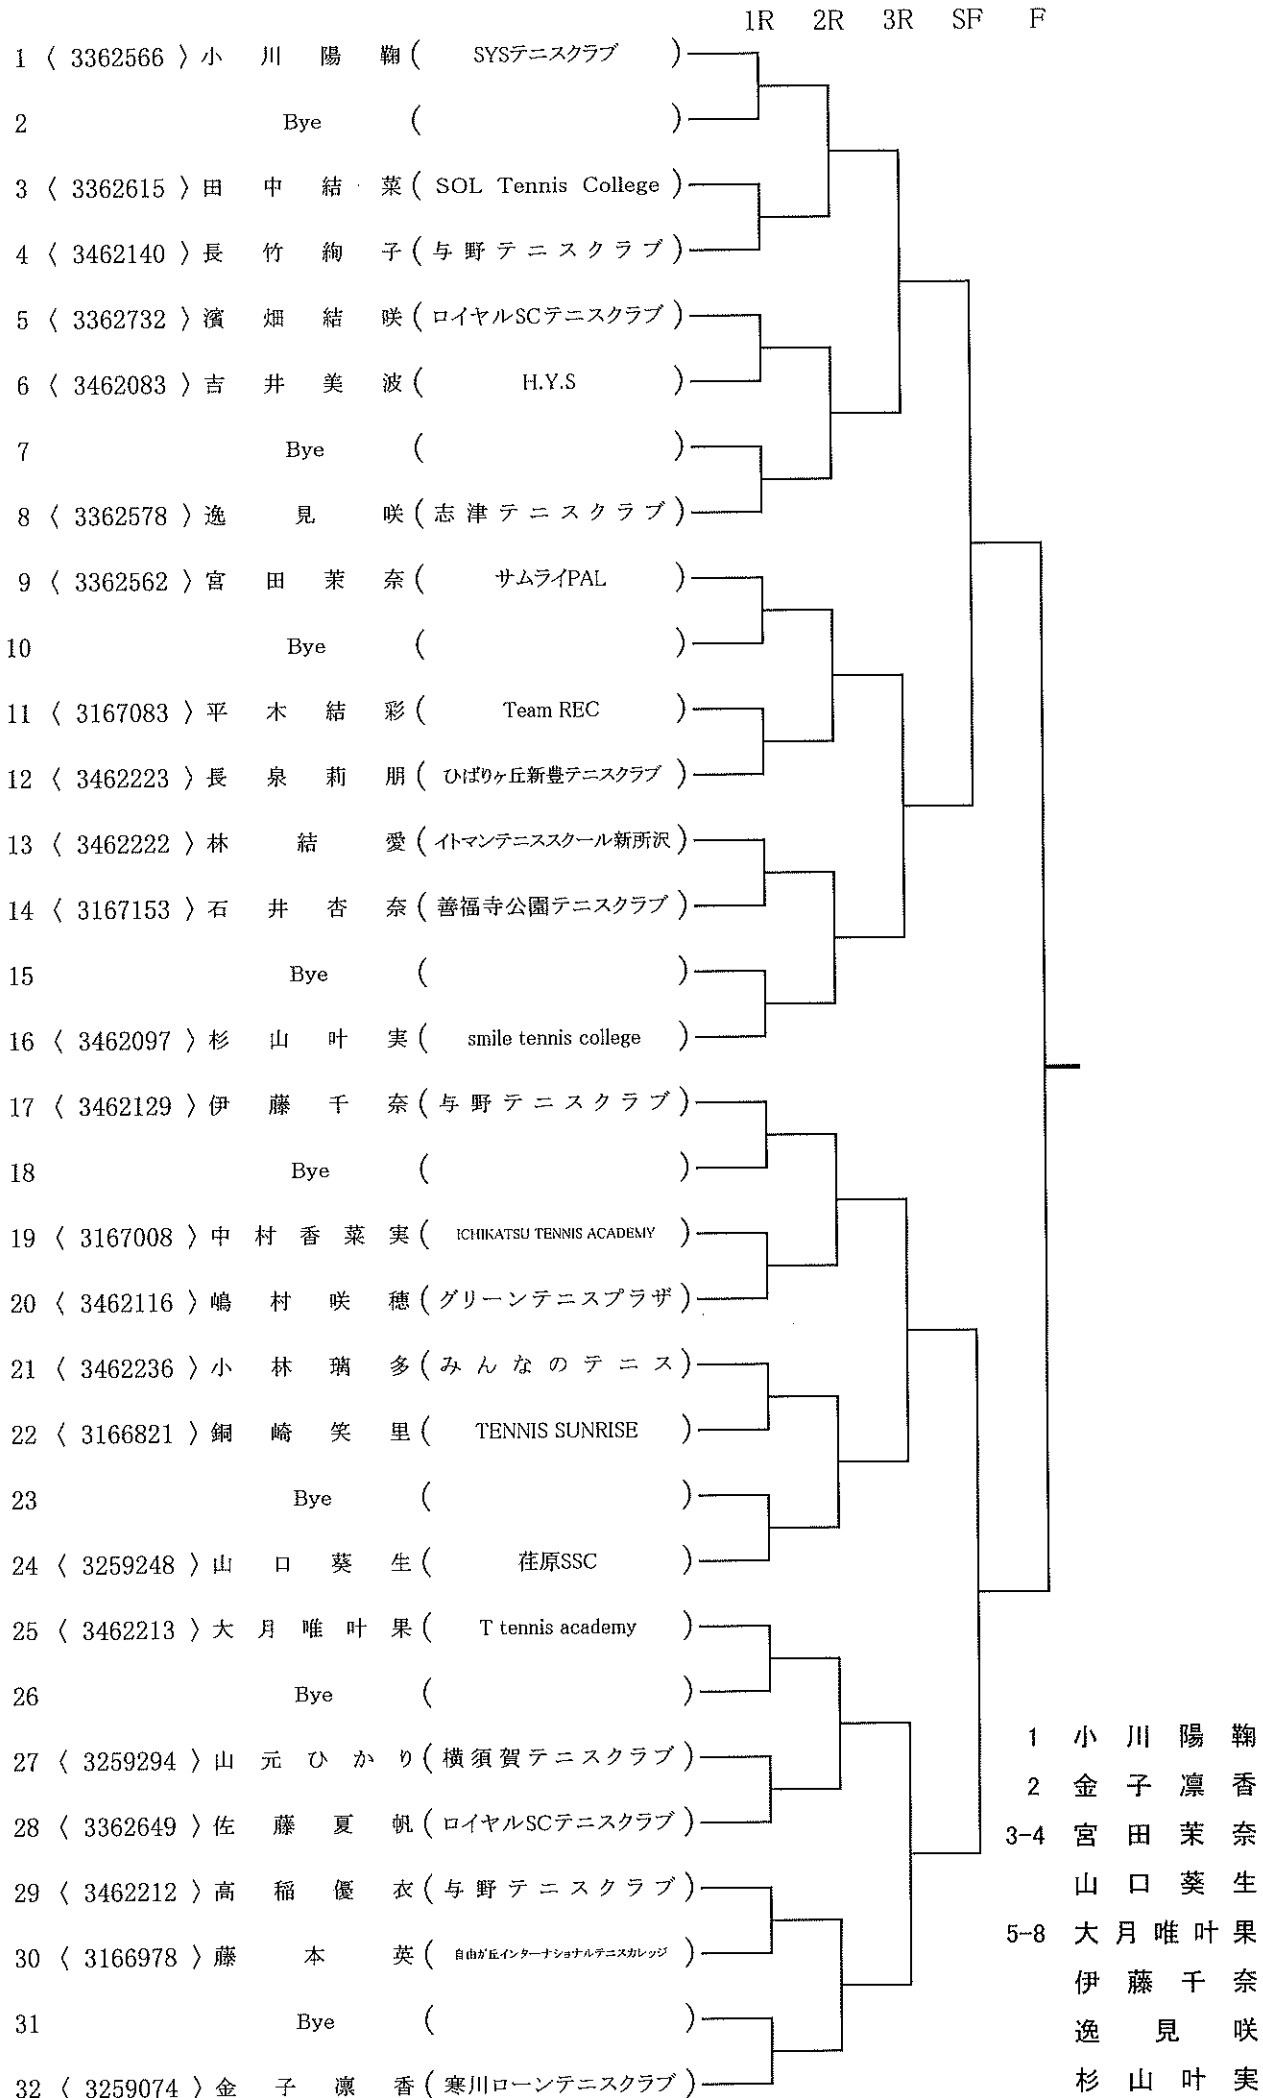 1R 2R 3R SF F
1 〈 3362566 〉 小川陽鞠 ( SYSテニスクラブ )
2 Bye ( )
3 〈 3362615 〉 田中結菜 ( SOL Tennis College )
4 〈 3462140 〉 長竹絢子 ( 与野テニスクラブ )
5 〈 3362732 〉 濱畑結咲 ( ロイヤルSCテニスクラブ )
6 〈 3462083 〉 吉井美波 ( H.Y.S )
7 Bye ( )
8 〈 3362578 〉 逸見咲 ( 志津テニスクラブ )
9 〈 3362562 〉 宮田茉奈 ( サムライPAL )
10 Bye ( )
11 〈 3167083 〉 平木結彩 ( Team REC )
12 〈 3462223 〉 長泉莉朋 ( ひばりヶ丘新豊テニスクラブ )
13 〈 3462222 〉 林結愛 ( イトマンテニススクール新所沢 )
14 〈 3167153 〉 石井杏奈 ( 善福寺公園テニスクラブ )
15 Bye ( )
16 〈 3462097 〉 杉山叶実 ( smile tennis college )
17 〈 3462129 〉 伊藤千奈 ( 与野テニスクラブ )
18 Bye ( )
19 〈 3167008 〉 中村香菜実 ( ICHIKATSU TENNIS ACADEMY )
20 〈 3462116 〉 嶋村咲穂 ( グリーンテニスプラザ )
21 〈 3462236 〉 小林璃多 ( みんなのテニス )
22 〈 3166821 〉 銅崎笑里 ( TENNIS SUNRISE )
23 Bye ( )
24 〈 3259248 〉 山口葵生 ( 荏原SSC )
25 〈 3462213 〉 大月唯叶果 ( T tennis academy )
26 Bye ( )
27 〈 3259294 〉 山元ひかり ( 横須賀テニスクラブ )
28 〈 3362649 〉 佐藤夏帆 ( ロイヤルSCテニスクラブ )
29 〈 3462212 〉 高稲優衣 ( 与野テニスクラブ )
30 〈 3166978 〉 藤本英 ( 自由が丘インターナショナルテニスカレッジ )
31 Bye ( )
32 〈 3259074 〉 金子凛香 ( 寒川ローンテニスクラブ )
1 小川陽鞠
2 金子凛香
3-4 宮田茉奈
山口葵生
5-8 大月唯叶果
伊藤千奈
逸見咲
杉山叶実